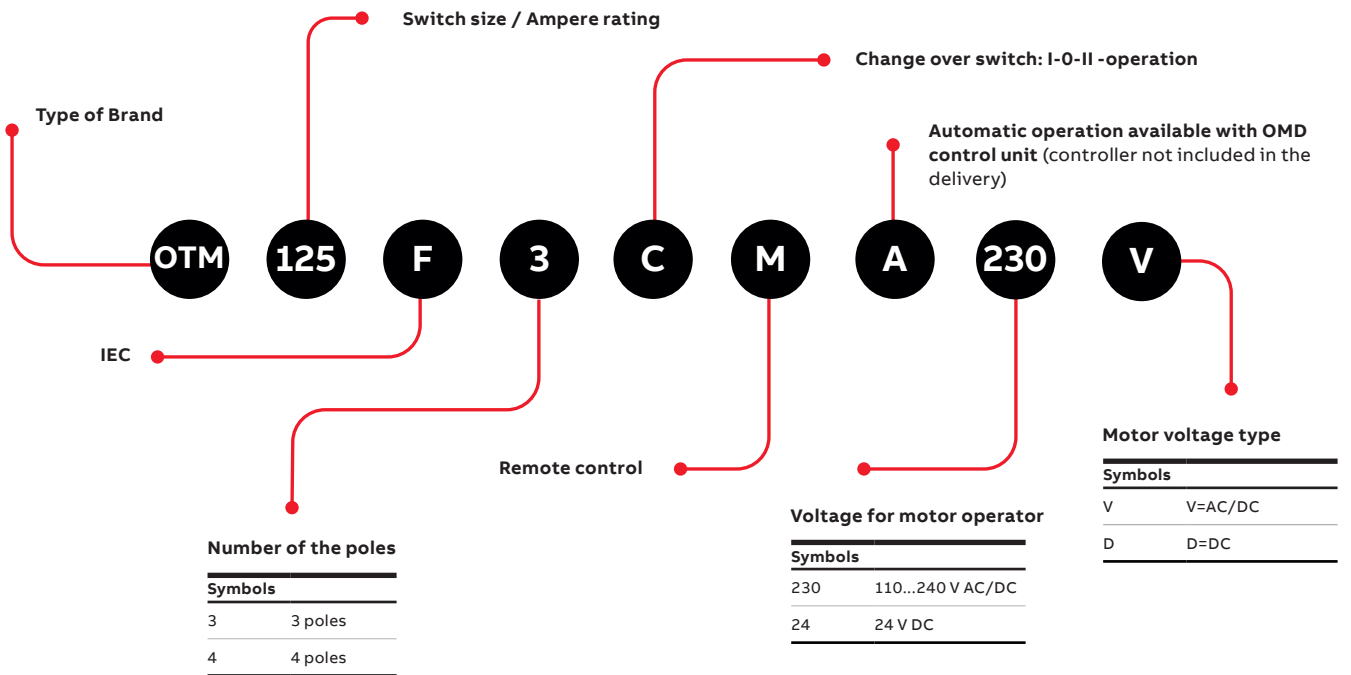 Switch size / Ampere rating
Change over switch: I-0-II -operation
Type of Brand
Automatic operation available with OMD
control unit (controller not included in the
delivery)
OTM 125 F 3 C M A 230 V
IEC
Remote control
Number of the poles
Symbols
3 3 poles
4 4 poles
Voltage for motor operator
Symbols
230 110...240 V AC/DC
24 24 V DC
Motor voltage type
Symbols
V V=AC/DC
D D=DC